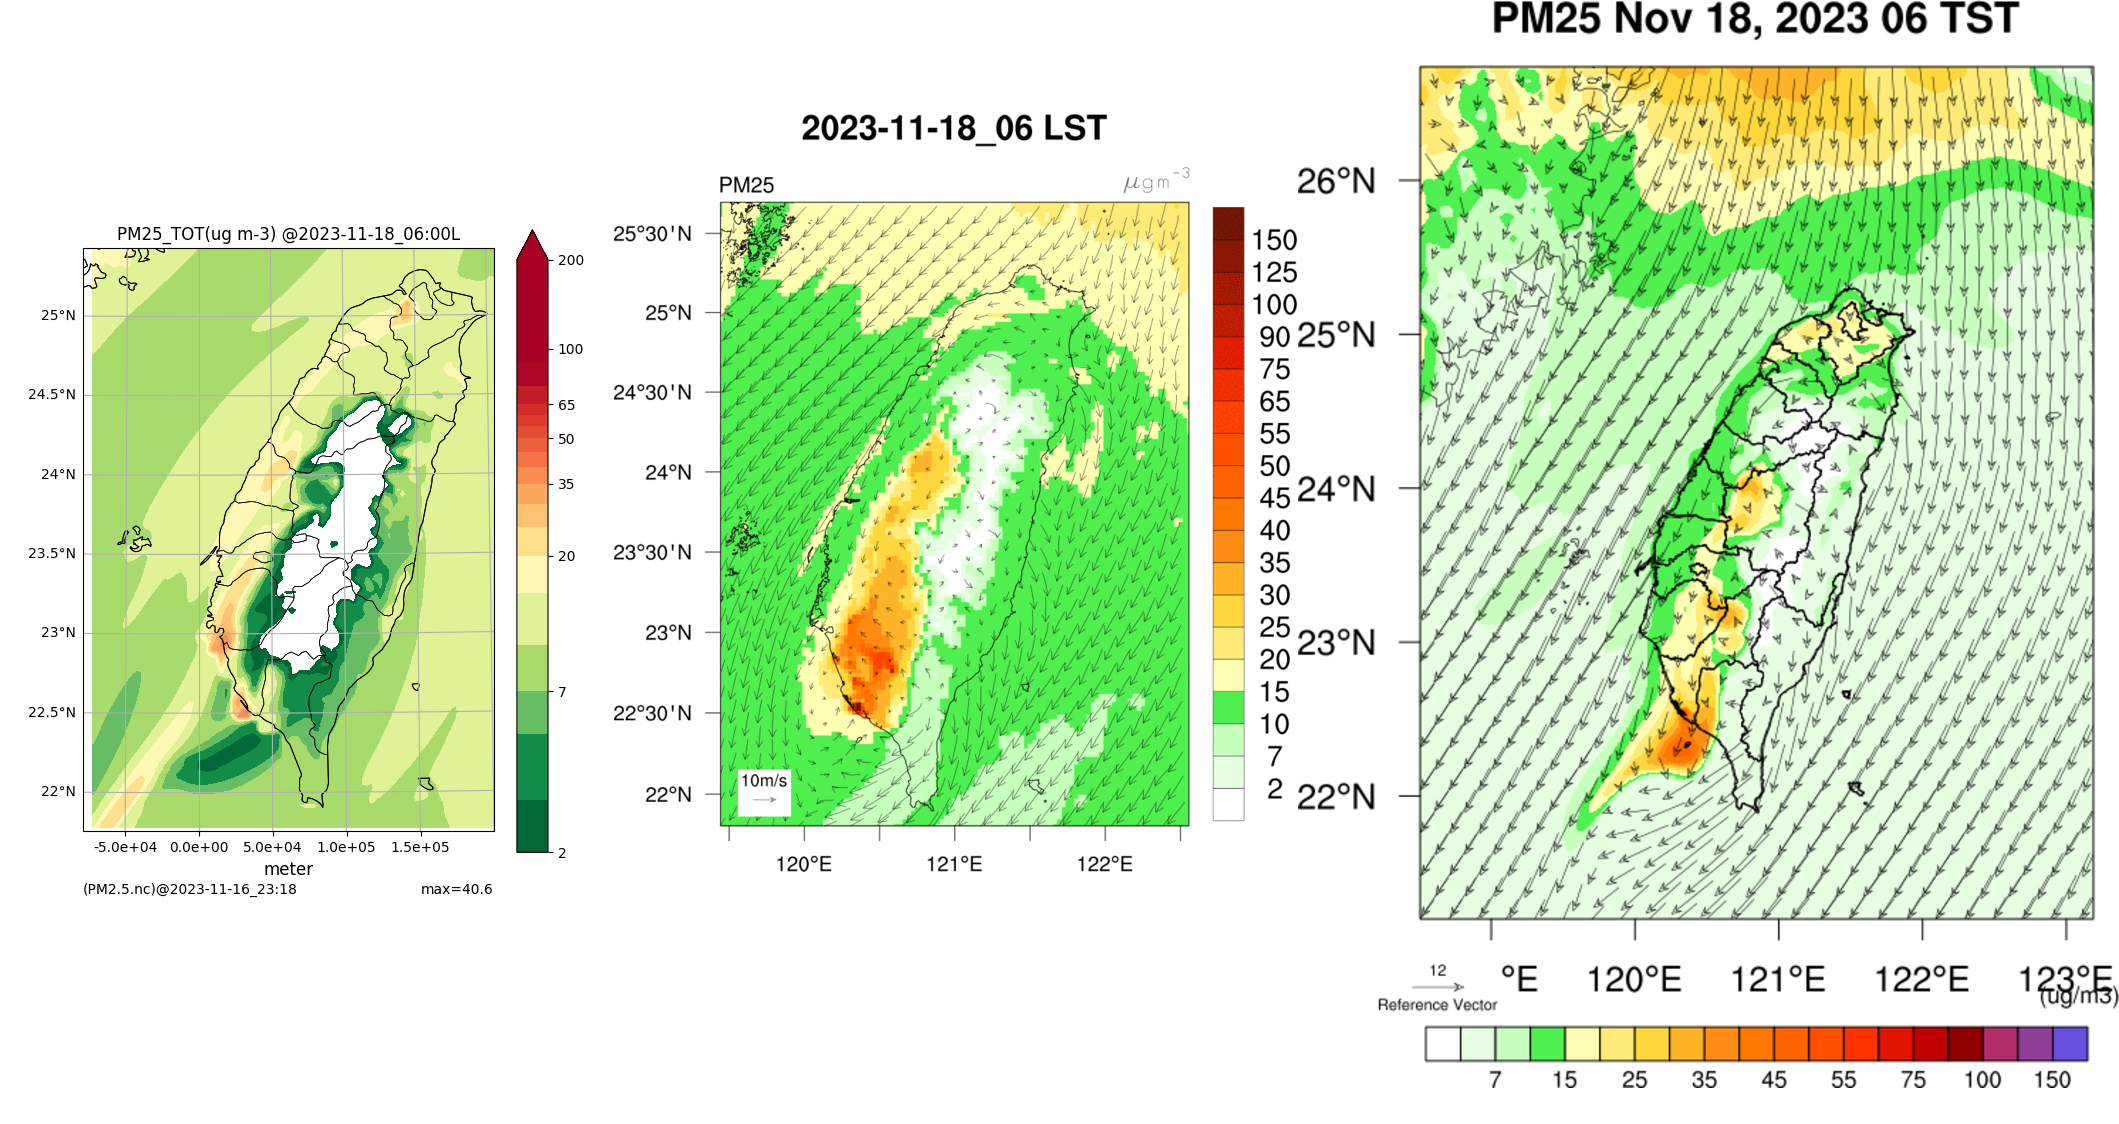 PM25_TOT(ug m-3) @2023-11-18_06:00L
25°N
24.5°N
24°N
23.5°N
23°N
22.5°N
22°N
-5.0e+04 0.0e+00 5.0e+04 1.0e+05 1.5e+05
meter
(PM2.5.nc)@2023-11-16_23:18 max=40.6
200
100
65
50
35
20
7
2
2023-11-18_06 LST
PM25 μgm⁻³
25°30'N
25°N
24°30'N
24°N
23°30'N
23°N
22°30'N
22°N
10m/s
120°E 121°E 122°E
150
125
100
90
75
65
55
50
45
40
35
30
25
20
15
10
7
2
PM25 Nov 18, 2023 06 TST
26°N
25°N
24°N
23°N
22°N
12
Reference Vector
°E 120°E 121°E 122°E 123°E
(ug/m3)
7 15 25 35 45 55 75 100 150